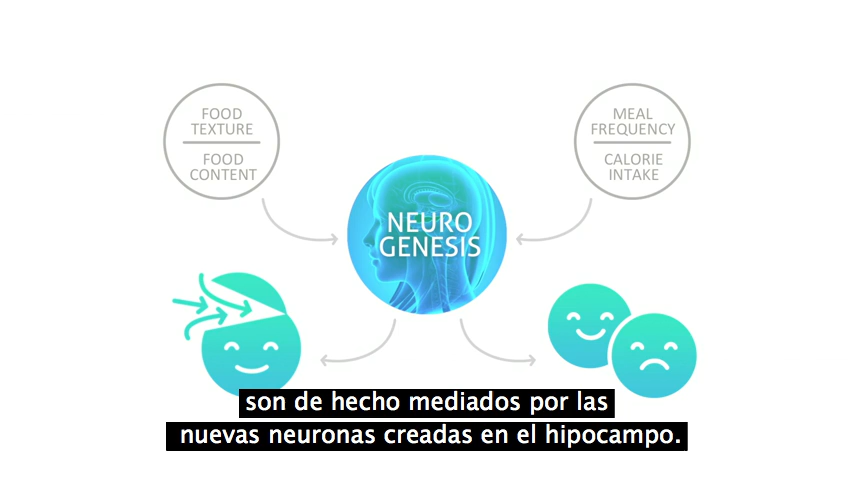 FOOD
TEXTURE
FOOD
CONTENT
MEAL
FREQUENCY
CALORIE
INTAKE
NEURO
GENESIS
son de hecho mediados por las
nuevas neuronas creadas en el hipocampo.